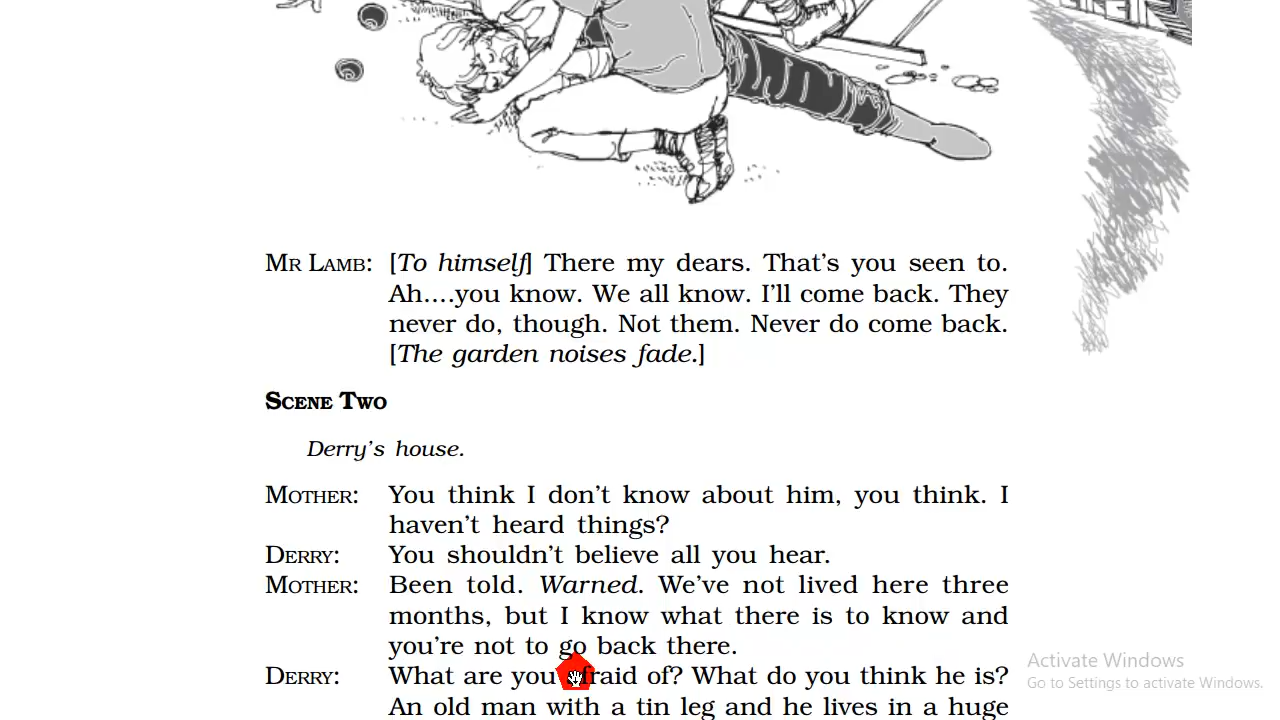 MR LAMB: [To himself] There my dears. That's you seen to.
Ah....you know. We all know. I'll come back. They
never do, though. Not them. Never do come back.
[The garden noises fade.]
SCENE TWO
Derry's house.
MOTHER: You think I don't know about him, you think. I
haven't heard things?
DERRY: You shouldn't believe all you hear.
MOTHER: Been told. Warned. We've not lived here three
months, but I know what there is to know and
you're not to go back there.
DERRY: What are you afraid of? What do you think he is?
An old man with a tin leg and he lives in a huge
Activate Windows
Go to Settings to activate Windows.